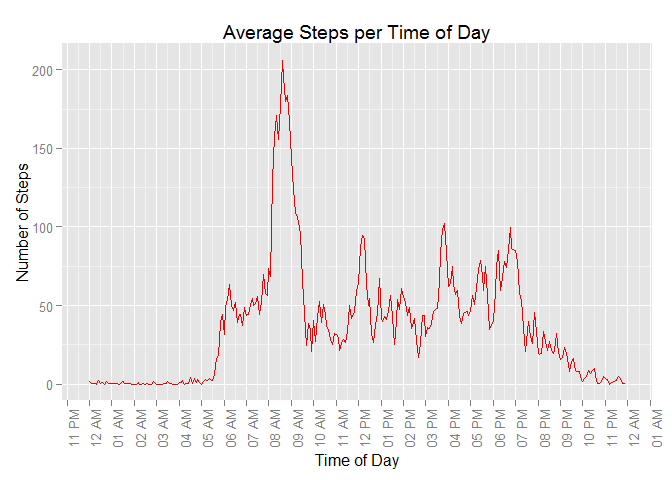 Average Steps per Time of Day
Number of Steps
200
150
100
50
0
11 PM
12 AM
01 AM
02 AM
03 AM
04 AM
05 AM
06 AM
07 AM
08 AM
09 AM
10 AM
11 AM
12 PM
01 PM
02 PM
03 PM
04 PM
05 PM
06 PM
07 PM
08 PM
09 PM
10 PM
11 PM
12 AM
01 AM
Time of Day